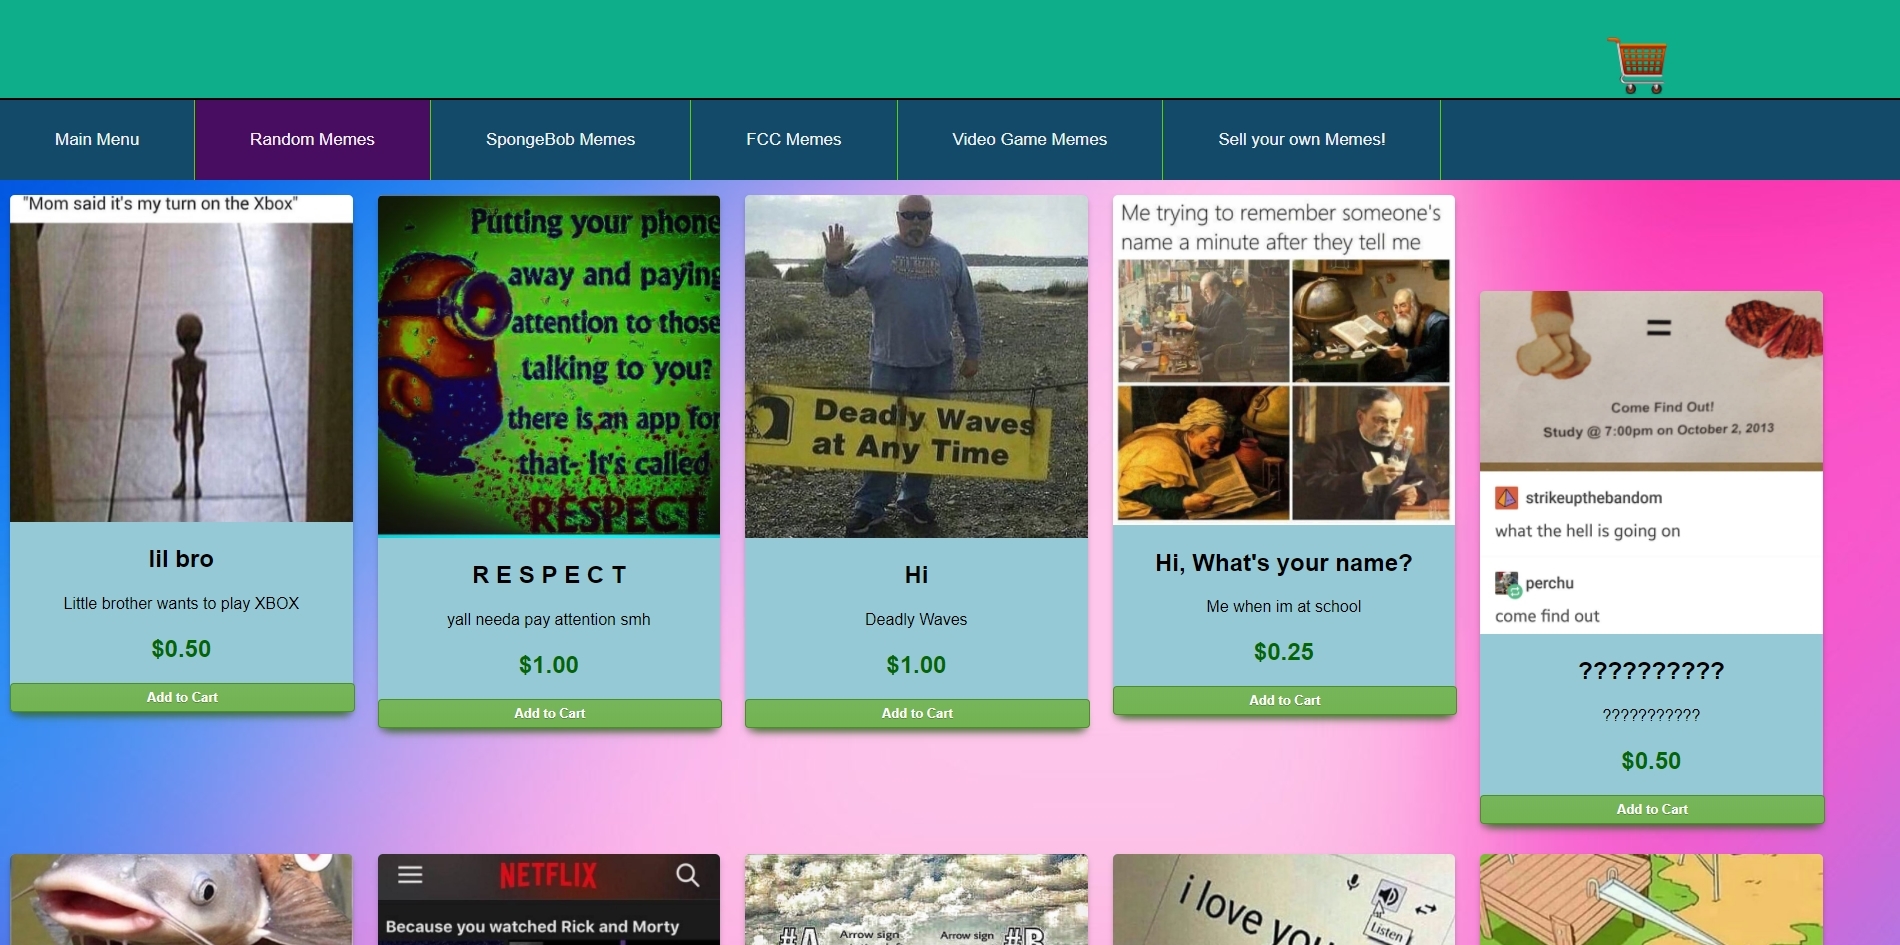 Main Menu
Random Memes
SpongeBob Memes
FCC Memes
Video Game Memes
Sell your own Memes!
"Mom said it's my turn on the Xbox"
lil bro
Little brother wants to play XBOX
$0.50
Add to Cart
Putting your phone
away and paying
attention to those
talking to you?
there is an app for
that- It's called
RESPECT
R E S P E C T
yall needa pay attention smh
$1.00
Add to Cart
Deadly Waves
at Any Time
Hi
Deadly Waves
$1.00
Add to Cart
Me trying to remember someone's
name a minute after they tell me
Hi, What's your name?
Me when im at school
$0.25
Add to Cart
=
Come Find Out!
Study @ 7:00pm on October 2, 2013
strikeupthebandom
what the hell is going on
perchu
come find out
??????????
???????????
$0.50
Add to Cart
NETFLIX
Because you watched Rick and Morty
#A
Arrow sign
Arrow sign
#B
i love you
Listen